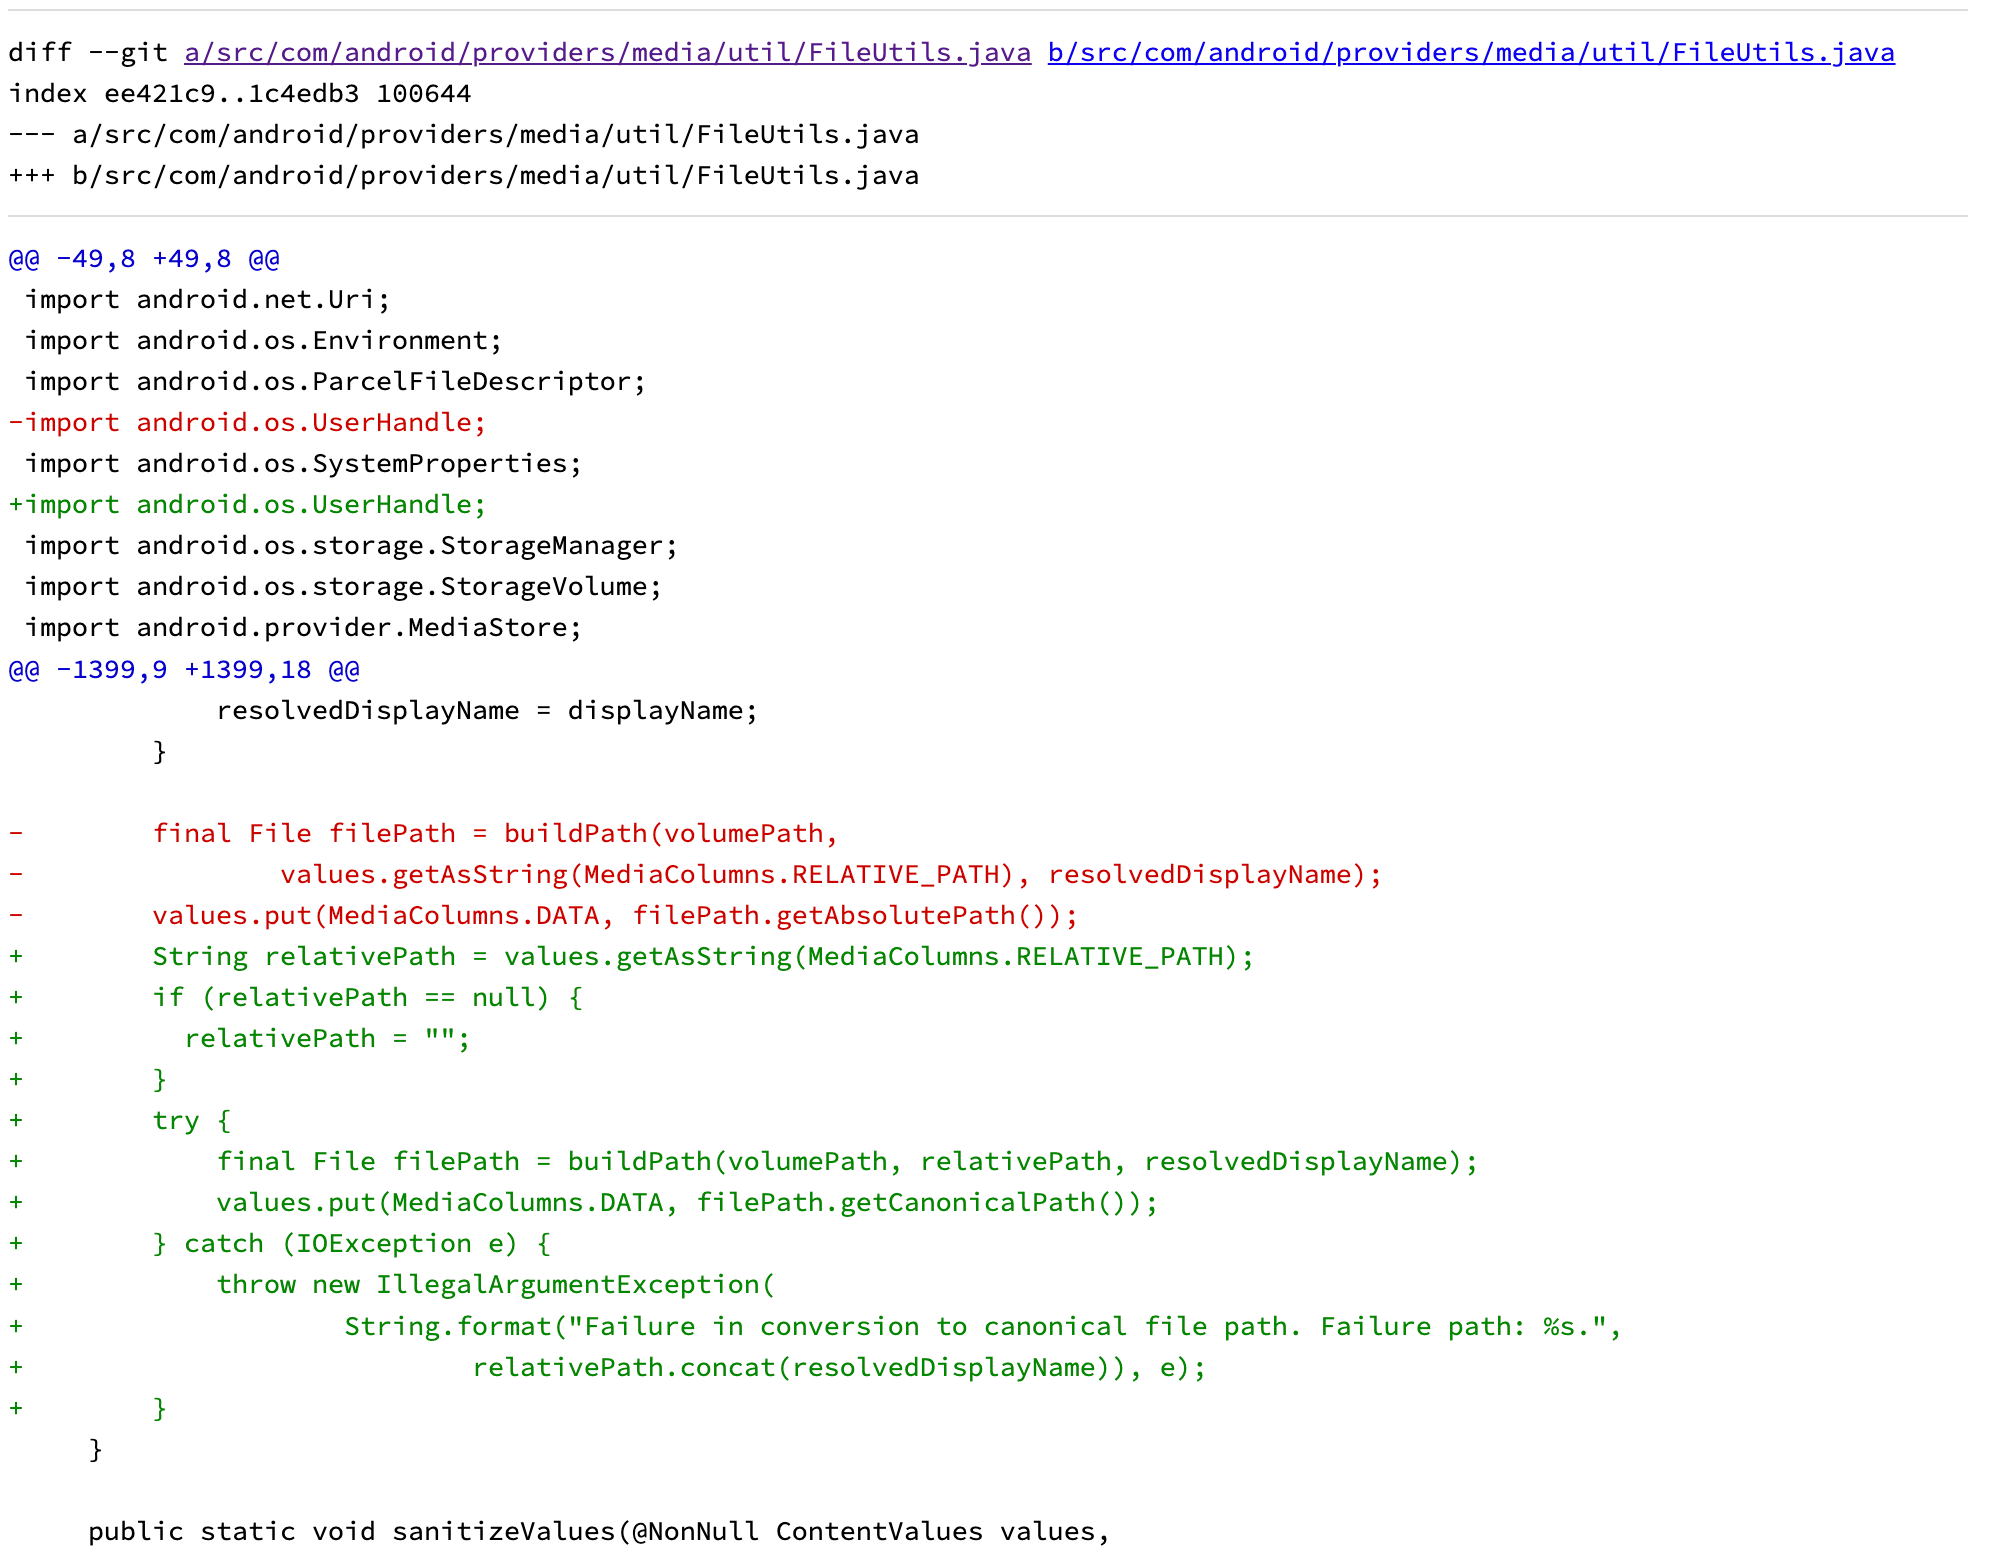 diff --git a/src/com/android/providers/media/util/FileUtils.java b/src/com/android/providers/media/util/FileUtils.java
index ee421c9..1c4edb3 100644
--- a/src/com/android/providers/media/util/FileUtils.java
+++ b/src/com/android/providers/media/util/FileUtils.java
@@ -49,8 +49,8 @@
 import android.net.Uri;
 import android.os.Environment;
 import android.os.ParcelFileDescriptor;
-import android.os.UserHandle;
 import android.os.SystemProperties;
+import android.os.UserHandle;
 import android.os.storage.StorageManager;
 import android.os.storage.StorageVolume;
 import android.provider.MediaStore;
@@ -1399,9 +1399,18 @@
             resolvedDisplayName = displayName;
         }

-        final File filePath = buildPath(volumePath,
-                values.getAsString(MediaColumns.RELATIVE_PATH), resolvedDisplayName);
-        values.put(MediaColumns.DATA, filePath.getAbsolutePath());
+        String relativePath = values.getAsString(MediaColumns.RELATIVE_PATH);
+        if (relativePath == null) {
+          relativePath = "";
+        }
+        try {
+            final File filePath = buildPath(volumePath, relativePath, resolvedDisplayName);
+            values.put(MediaColumns.DATA, filePath.getCanonicalPath());
+        } catch (IOException e) {
+            throw new IllegalArgumentException(
+                    String.format("Failure in conversion to canonical file path. Failure path: %s.",
+                            relativePath.concat(resolvedDisplayName)), e);
+        }
     }

     public static void sanitizeValues(@NonNull ContentValues values,